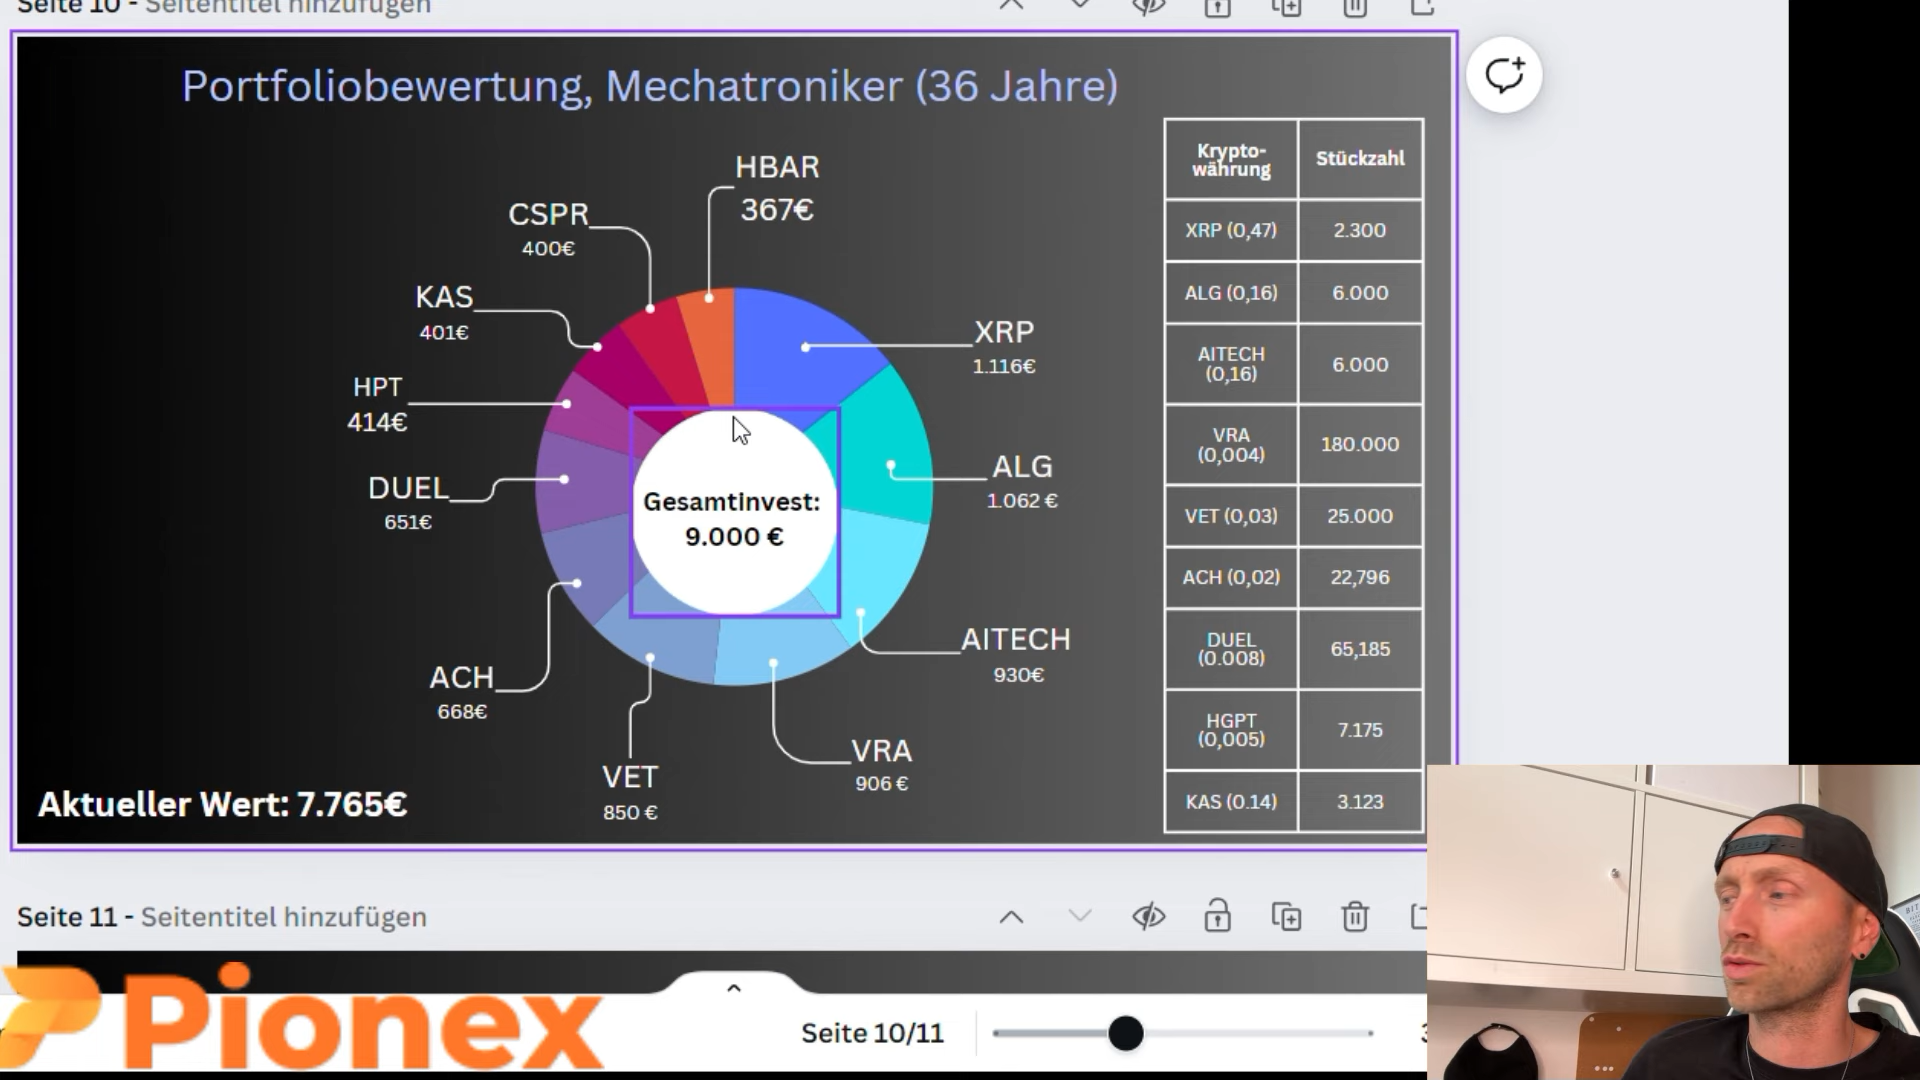 Seite 10 - Seitentitel hinzufügen
Portfoliobewertung, Mechatroniker (36 Jahre)
HBAR
367€
CSPR
400€
KAS
401€
HPT
414€
DUEL
651€
ACH
668€
VET
850 €
VRA
906 €
AITECH
930€
ALG
1.062 €
XRP
1.116€
Gesamtinvest:
9.000 €
Aktueller Wert: 7.765€
Krypto-
währung
Stückzahl
XRP (0,47)
2.300
ALG (0,16)
6.000
AITECH
(0,16)
6.000
VRA
(0,004)
180.000
VET (0,03)
25.000
ACH (0,02)
22,796
DUEL
(0.008)
65,185
HGPT
(0,005)
7.175
KAS (0.14)
3.123
Seite 11 - Seitentitel hinzufügen
Pionex
Seite 10/11